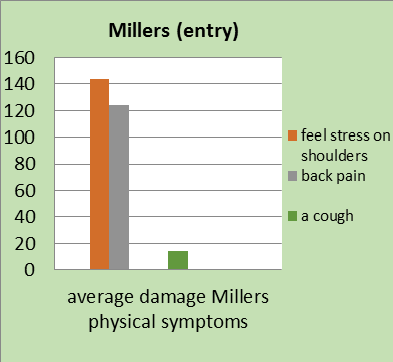 Millers (entry)
160
140
120
100
80
60
40
20
0
feel stress on
shoulders
back pain
a cough
average damage Millers
physical symptoms